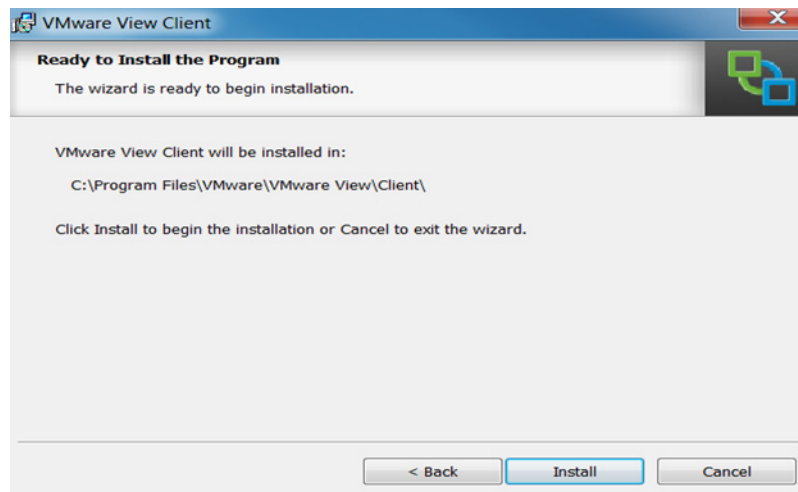 VMware View Client
Ready to Install the Program
The wizard is ready to begin installation.
VMware View Client will be installed in:
C:\Program Files\VMware\VMware View\Client\
Click Install to begin the installation or Cancel to exit the wizard.
< Back Install Cancel